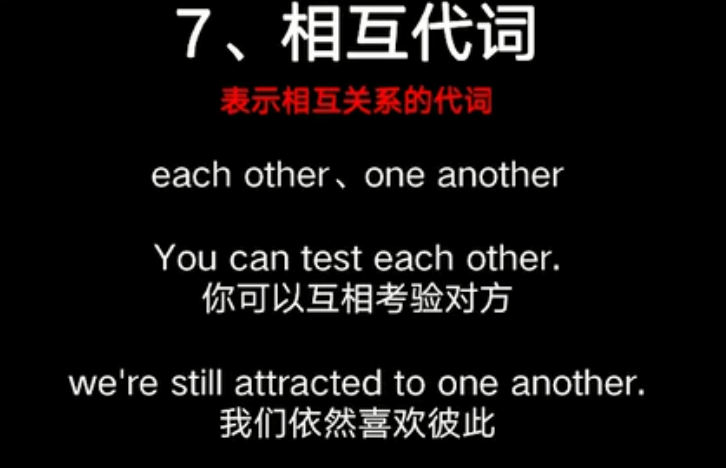 7、相互代词
表示相互关系的代词
each other、one another
You can test each other.
你可以互相考验对方
we're still attracted to one another.
我们依然喜欢彼此